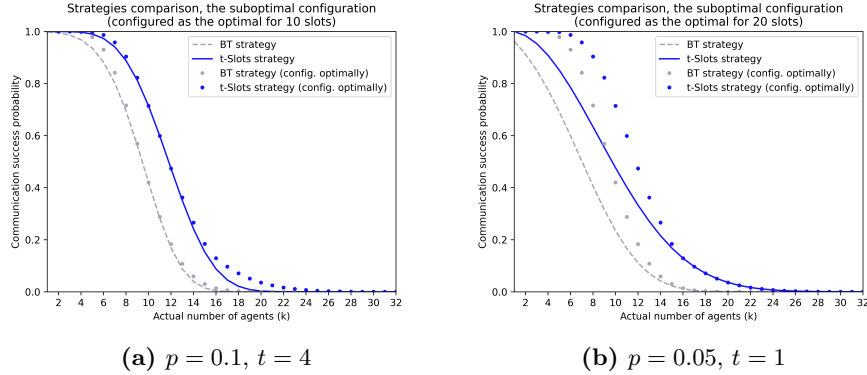 Strategies comparison, the suboptimal configuration
(configured as the optimal for 10 slots)
BT strategy
t-Slots strategy
BT strategy (config. optimally)
t-Slots strategy (config. optimally)
Communication success probability
1.0
0.8
0.6
0.4
0.2
0.0
2 4 6 8 10 12 14 16 18 20 22 24 26 28 30 32
Actual number of agents (k)
(a) p = 0.1, t = 4
Strategies comparison, the suboptimal configuration
(configured as the optimal for 20 slots)
BT strategy
t-Slots strategy
BT strategy (config. optimally)
t-Slots strategy (config. optimally)
Communication success probability
1.0
0.8
0.6
0.4
0.2
0.0
2 4 6 8 10 12 14 16 18 20 22 24 26 28 30 32
Actual number of agents (k)
(b) p = 0.05, t = 1